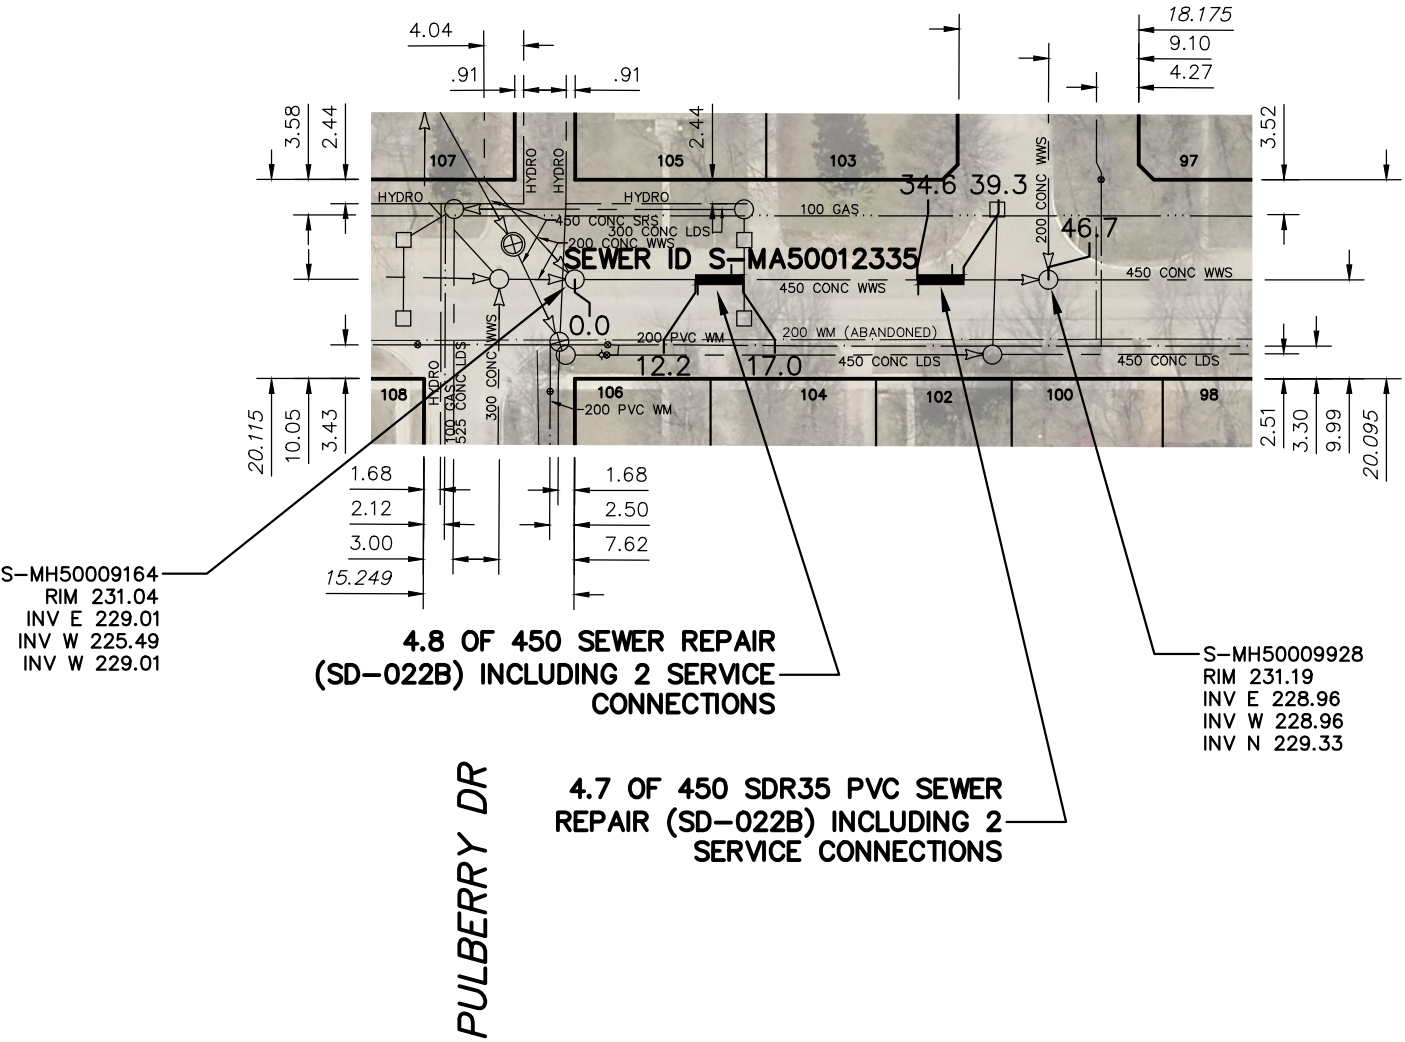 18.175
9.10
4.27
4.04
.91
.91
3.58
2.44
2.44
3.52
107
105
103
97
HYDRO
HYDRO
HYDRO
HYDRO
200 CONC WWS
34.6 39.3
450 CONC SRS
300 CONC LDS
100 GAS
200 CONC WWS
46.7
SEWER ID S-MA50012335
450 CONC WWS
450 CONC WWS
0.0
200 PVC WM
200 WM (ABANDONED)
12.2
17.0
450 CONC LDS
450 CONC LDS
HYDRO
100 GAS
525 CONC LDS
300 CONC WWS
108
106
104
102
100
98
200 PVC WM
20.115
10.05
3.43
2.51
3.30
9.99
20.095
1.68
2.12
3.00
15.249
1.68
2.50
7.62
S-MH50009164
RIM 231.04
INV E 229.01
INV W 225.49
INV W 229.01
4.8 OF 450 SEWER REPAIR
(SD-022B) INCLUDING 2 SERVICE
CONNECTIONS
S-MH50009928
RIM 231.19
INV E 228.96
INV W 228.96
INV N 229.33
4.7 OF 450 SDR35 PVC SEWER
REPAIR (SD-022B) INCLUDING 2
SERVICE CONNECTIONS
PULBERRY DR